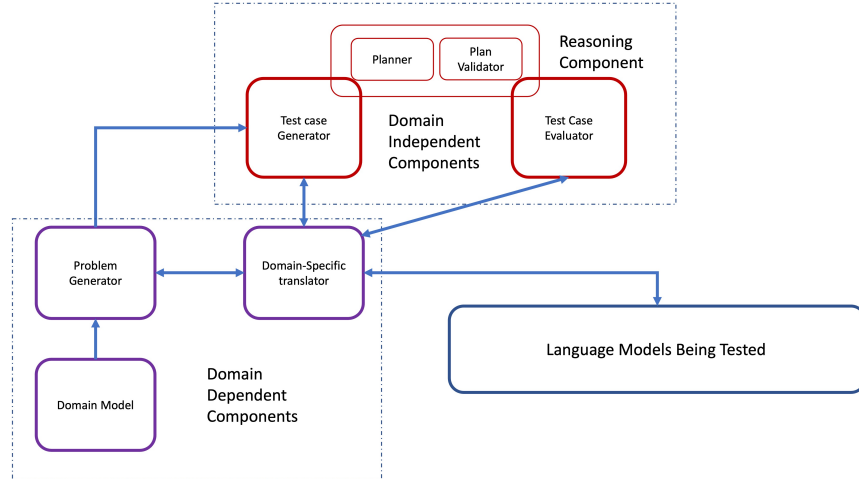 Reasoning
Component
Planner
Plan
Validator
Test case
Generator
Domain
Independent
Components
Test Case
Evaluator
Problem
Generator
Domain-Specific
translator
Language Models Being Tested
Domain Model
Domain
Dependent
Components